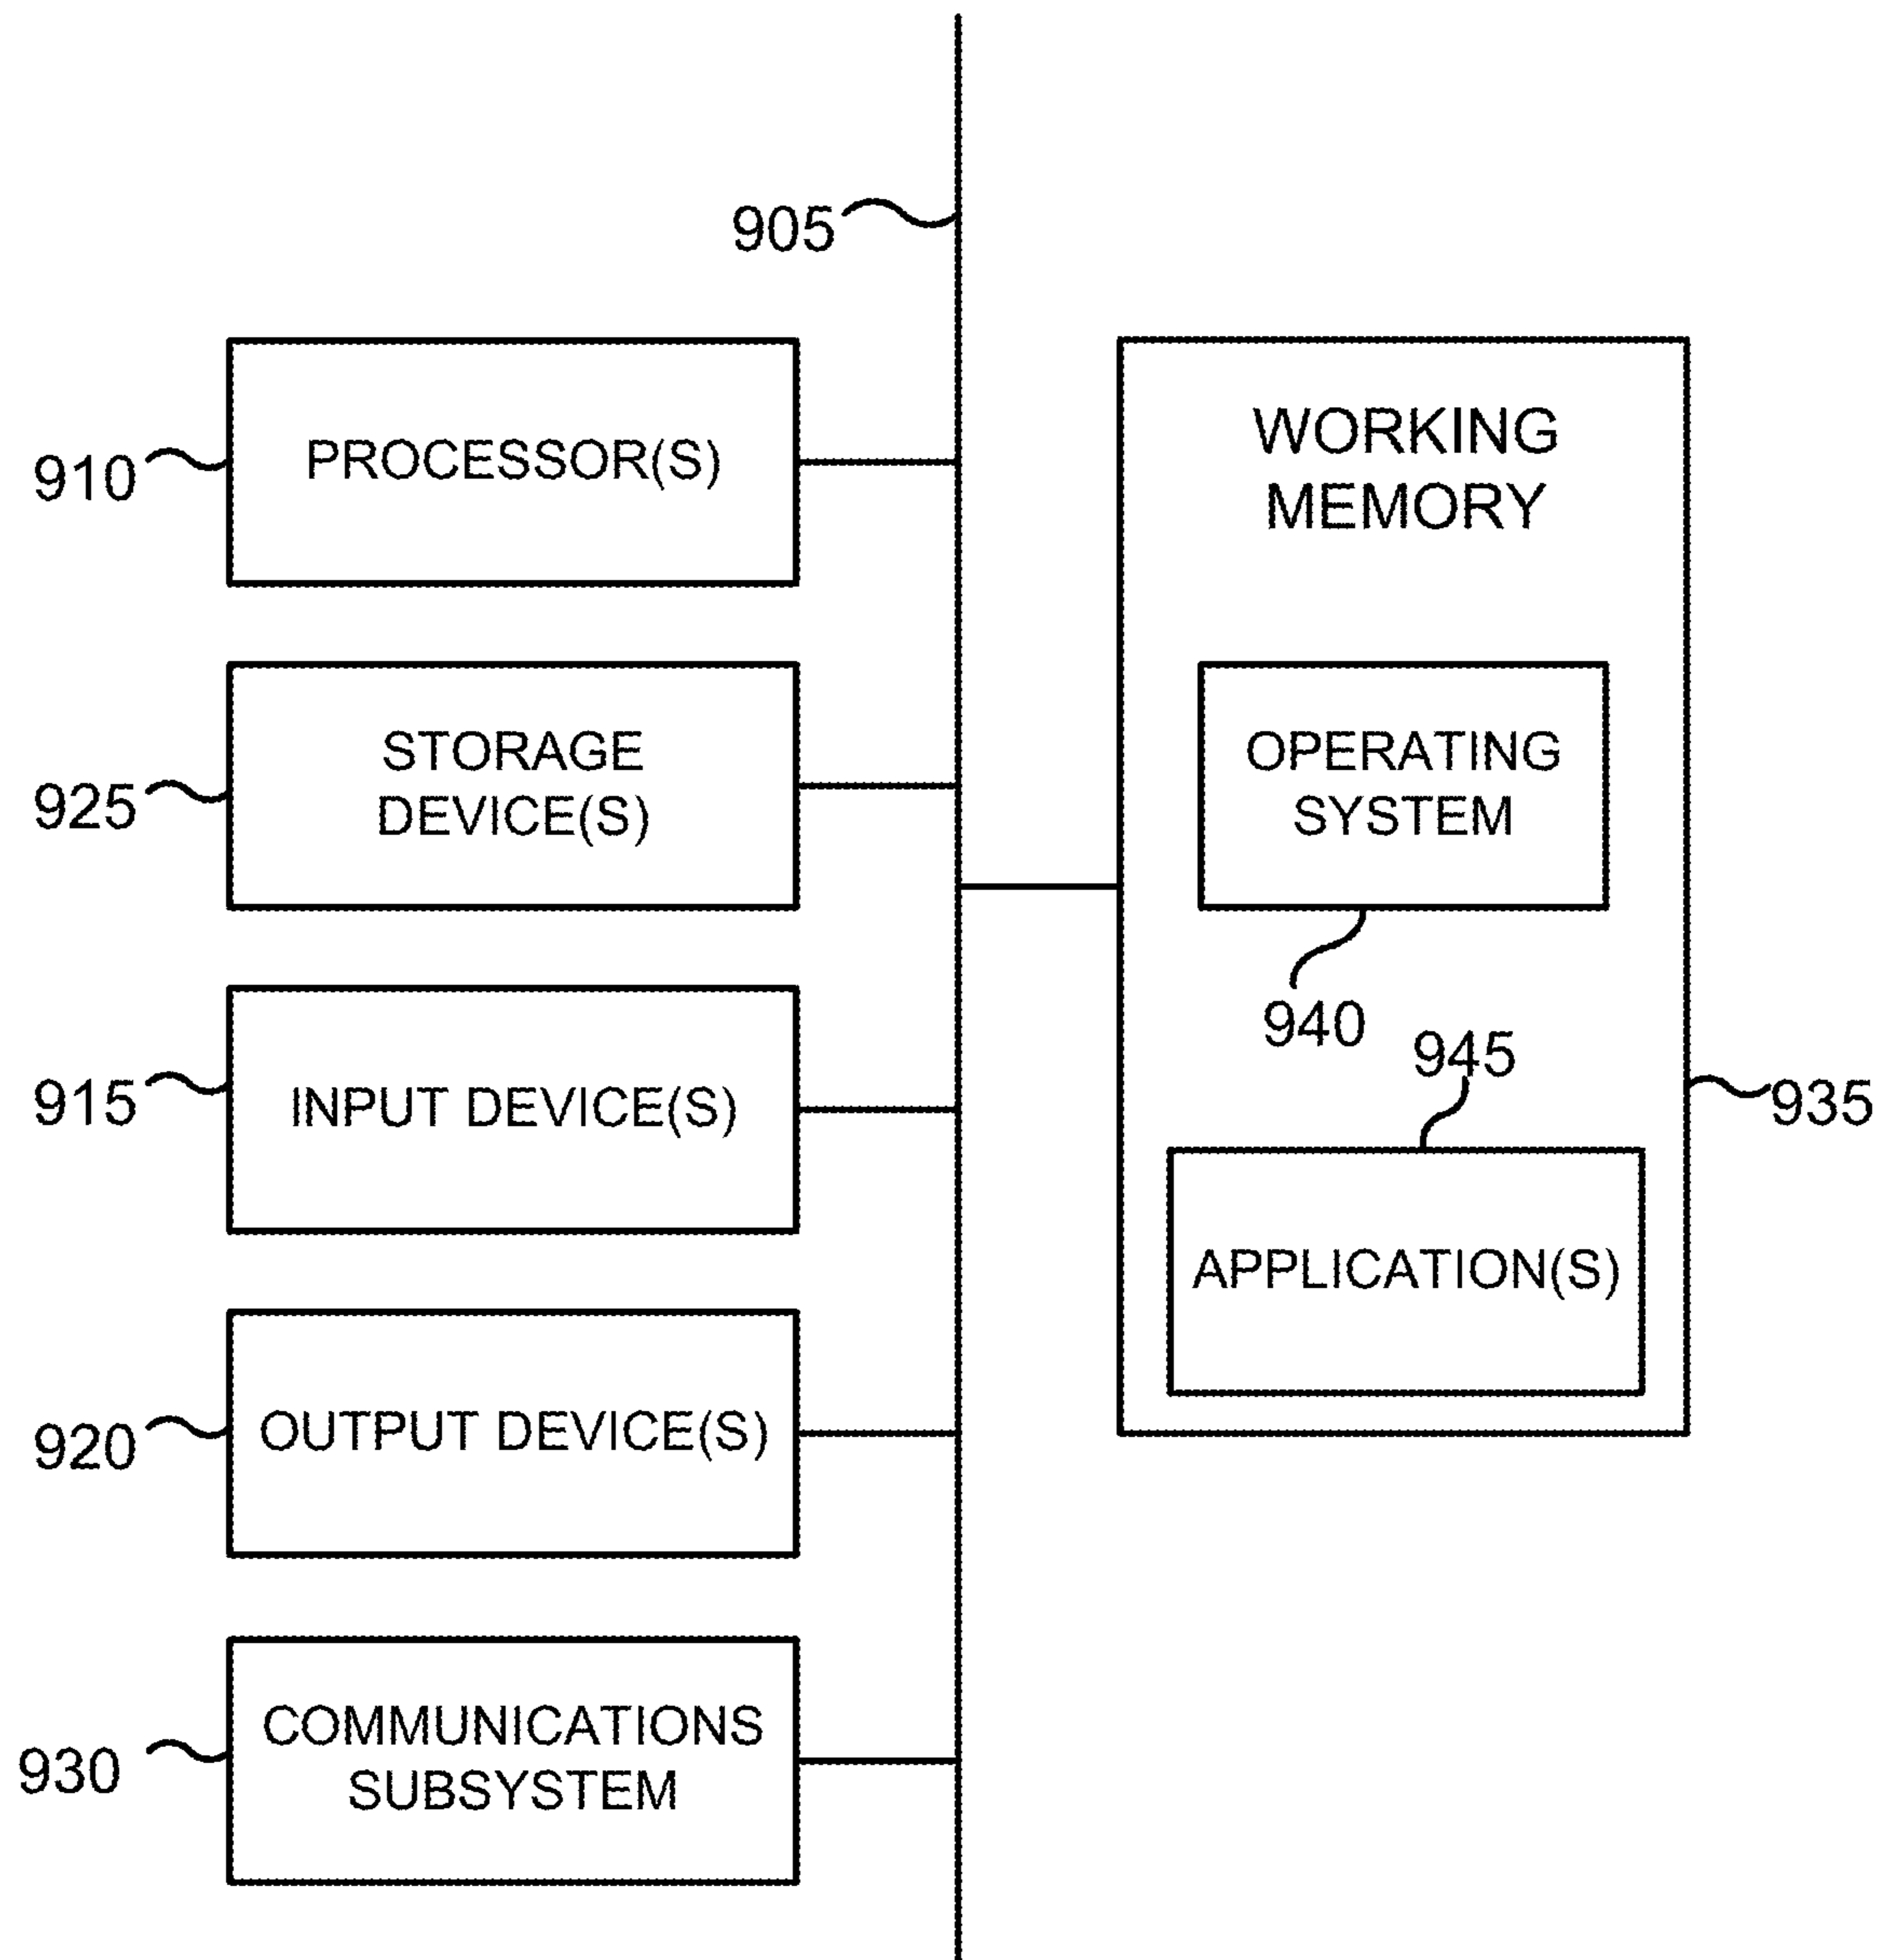 905
910
PROCESSOR(S)
925
STORAGE
DEVICE(S)
915
INPUT DEVICE(S)
920
OUTPUT DEVICE(S)
930
COMMUNICATIONS
SUBSYSTEM
WORKING
MEMORY
OPERATING
SYSTEM
940
945
935
APPLICATION(S)